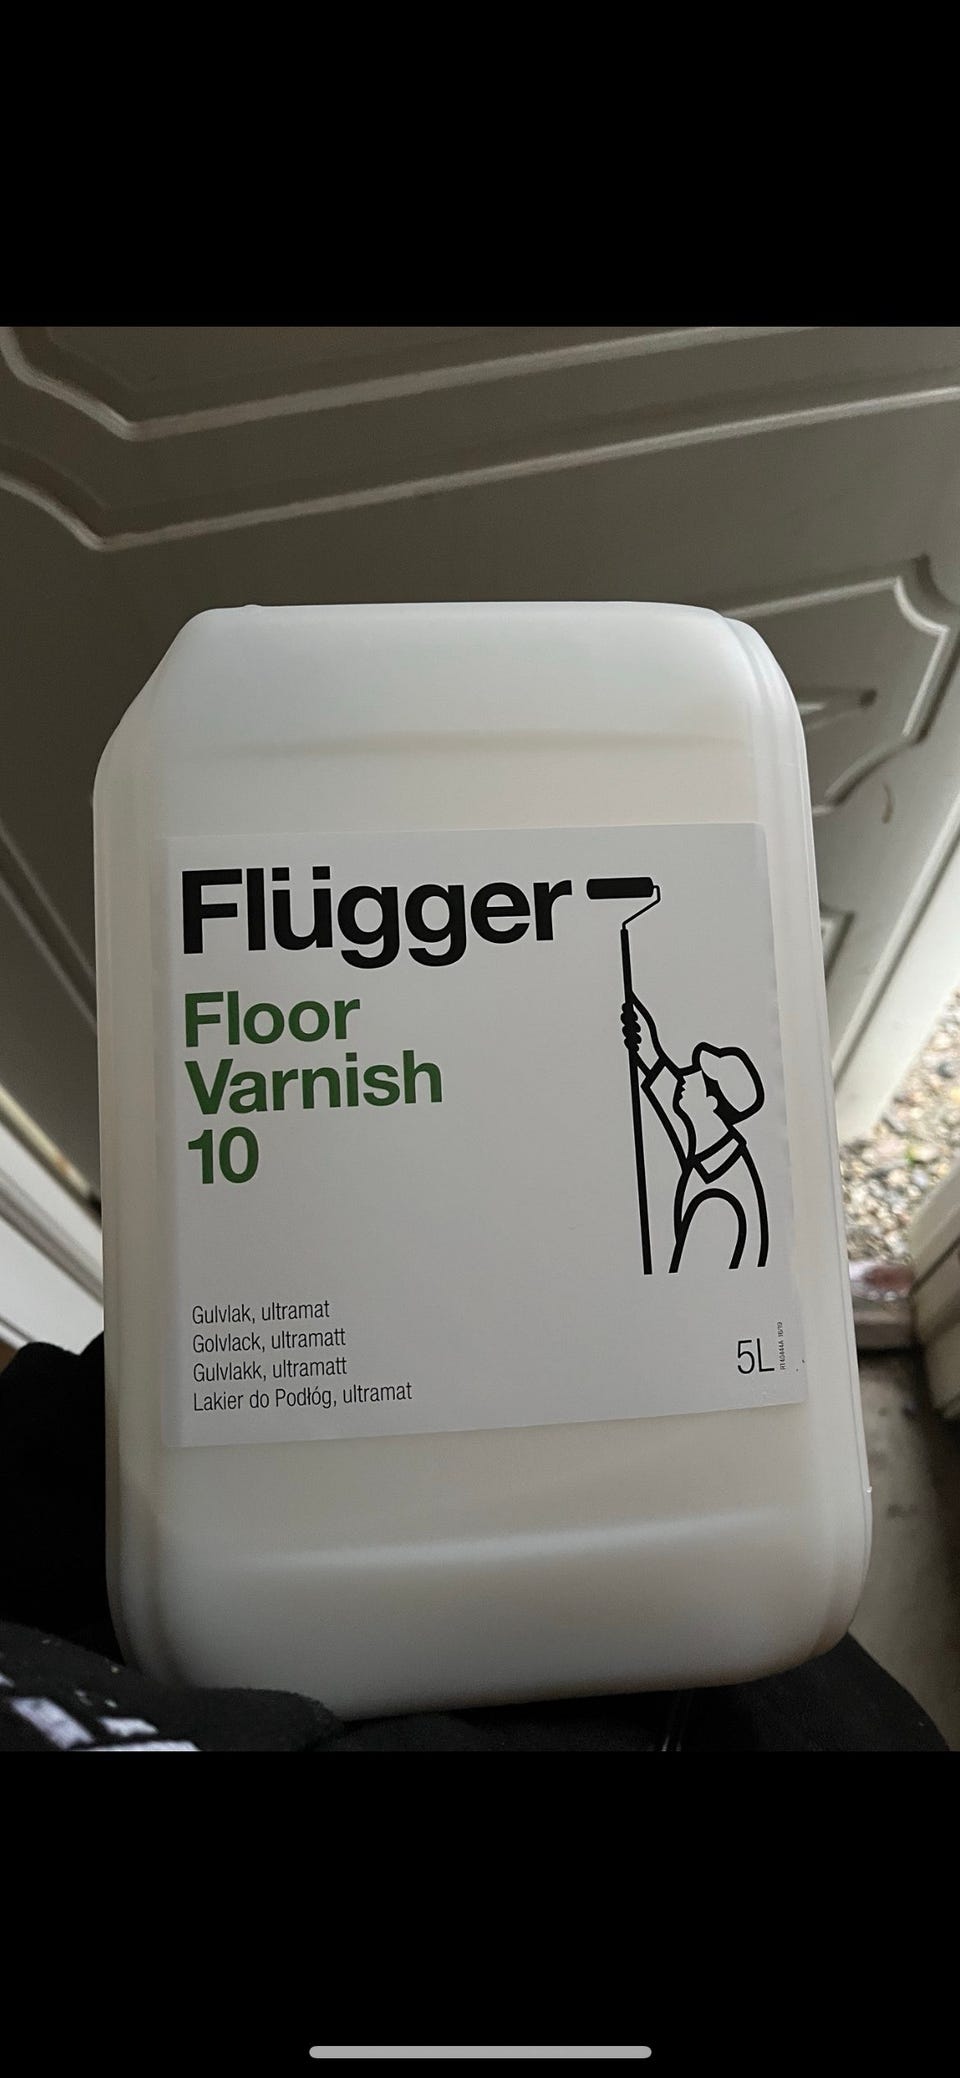 Flügger
Floor
Varnish
10
Gulvlak, ultramat
Golvlack, ultramatt
Gulvlakk, ultramatt
Lakier do Podłóg, ultramat
5L